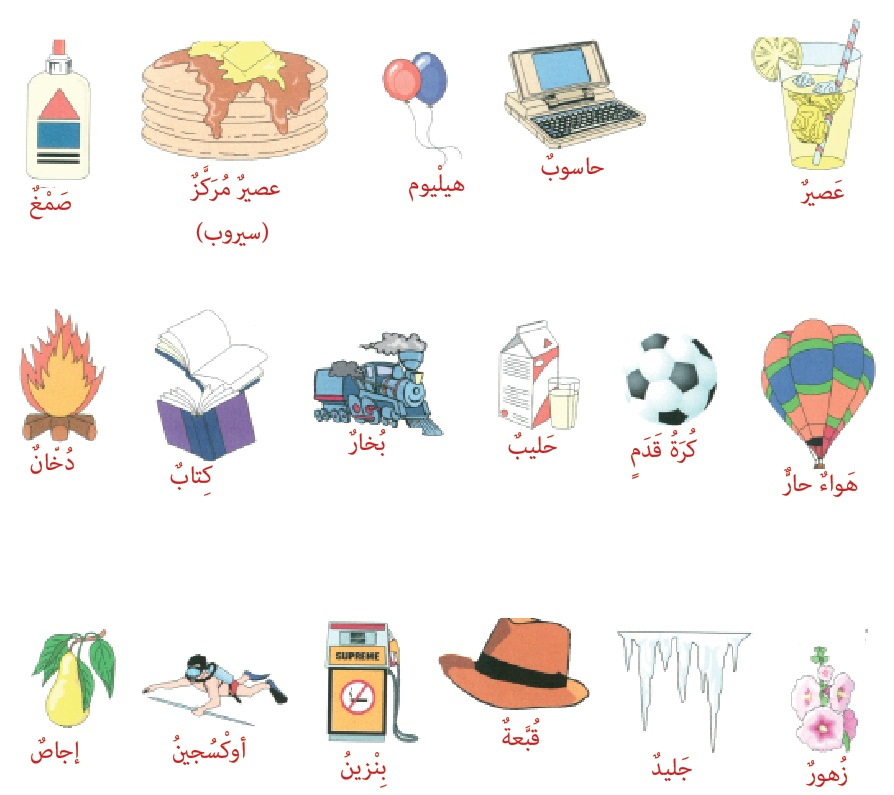 عَصيرٌ
حاسوبٌ
هيلْيوم
عصيرٌ مُرَكَّزٌ
(سيروب)
صَمْغٌ
هَواءٌ حارٌّ
كُرَةُ قَدَمٍ
حَليبٌ
بُخارٌ
كِتابٌ
دُخّانٌ
زُهورٌ
جَليدٌ
قُبَّعةٌ
SUPREME
بِنْزينُ
أوكْسُجينُ
إجاصٌ